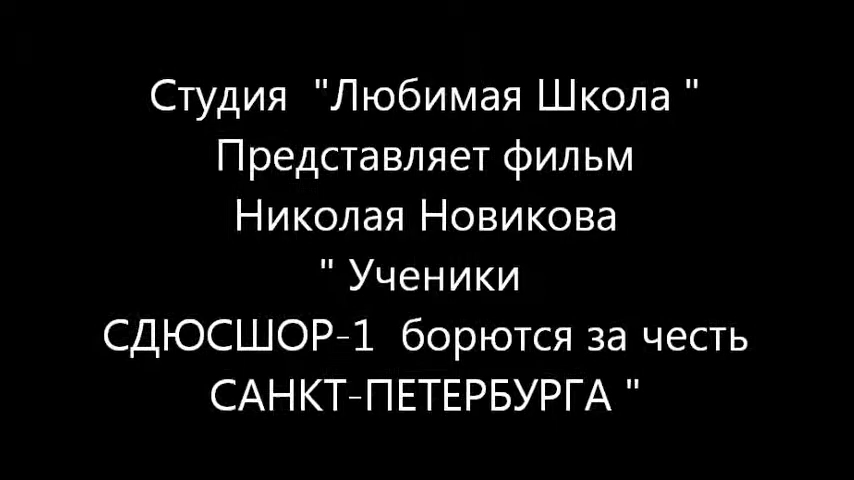 Студия "Любимая Школа "
Представляет фильм
Николая Новикова
" Ученики
СДЮСШОР-1 борются за честь
САНКТ-ПЕТЕРБУРГА "